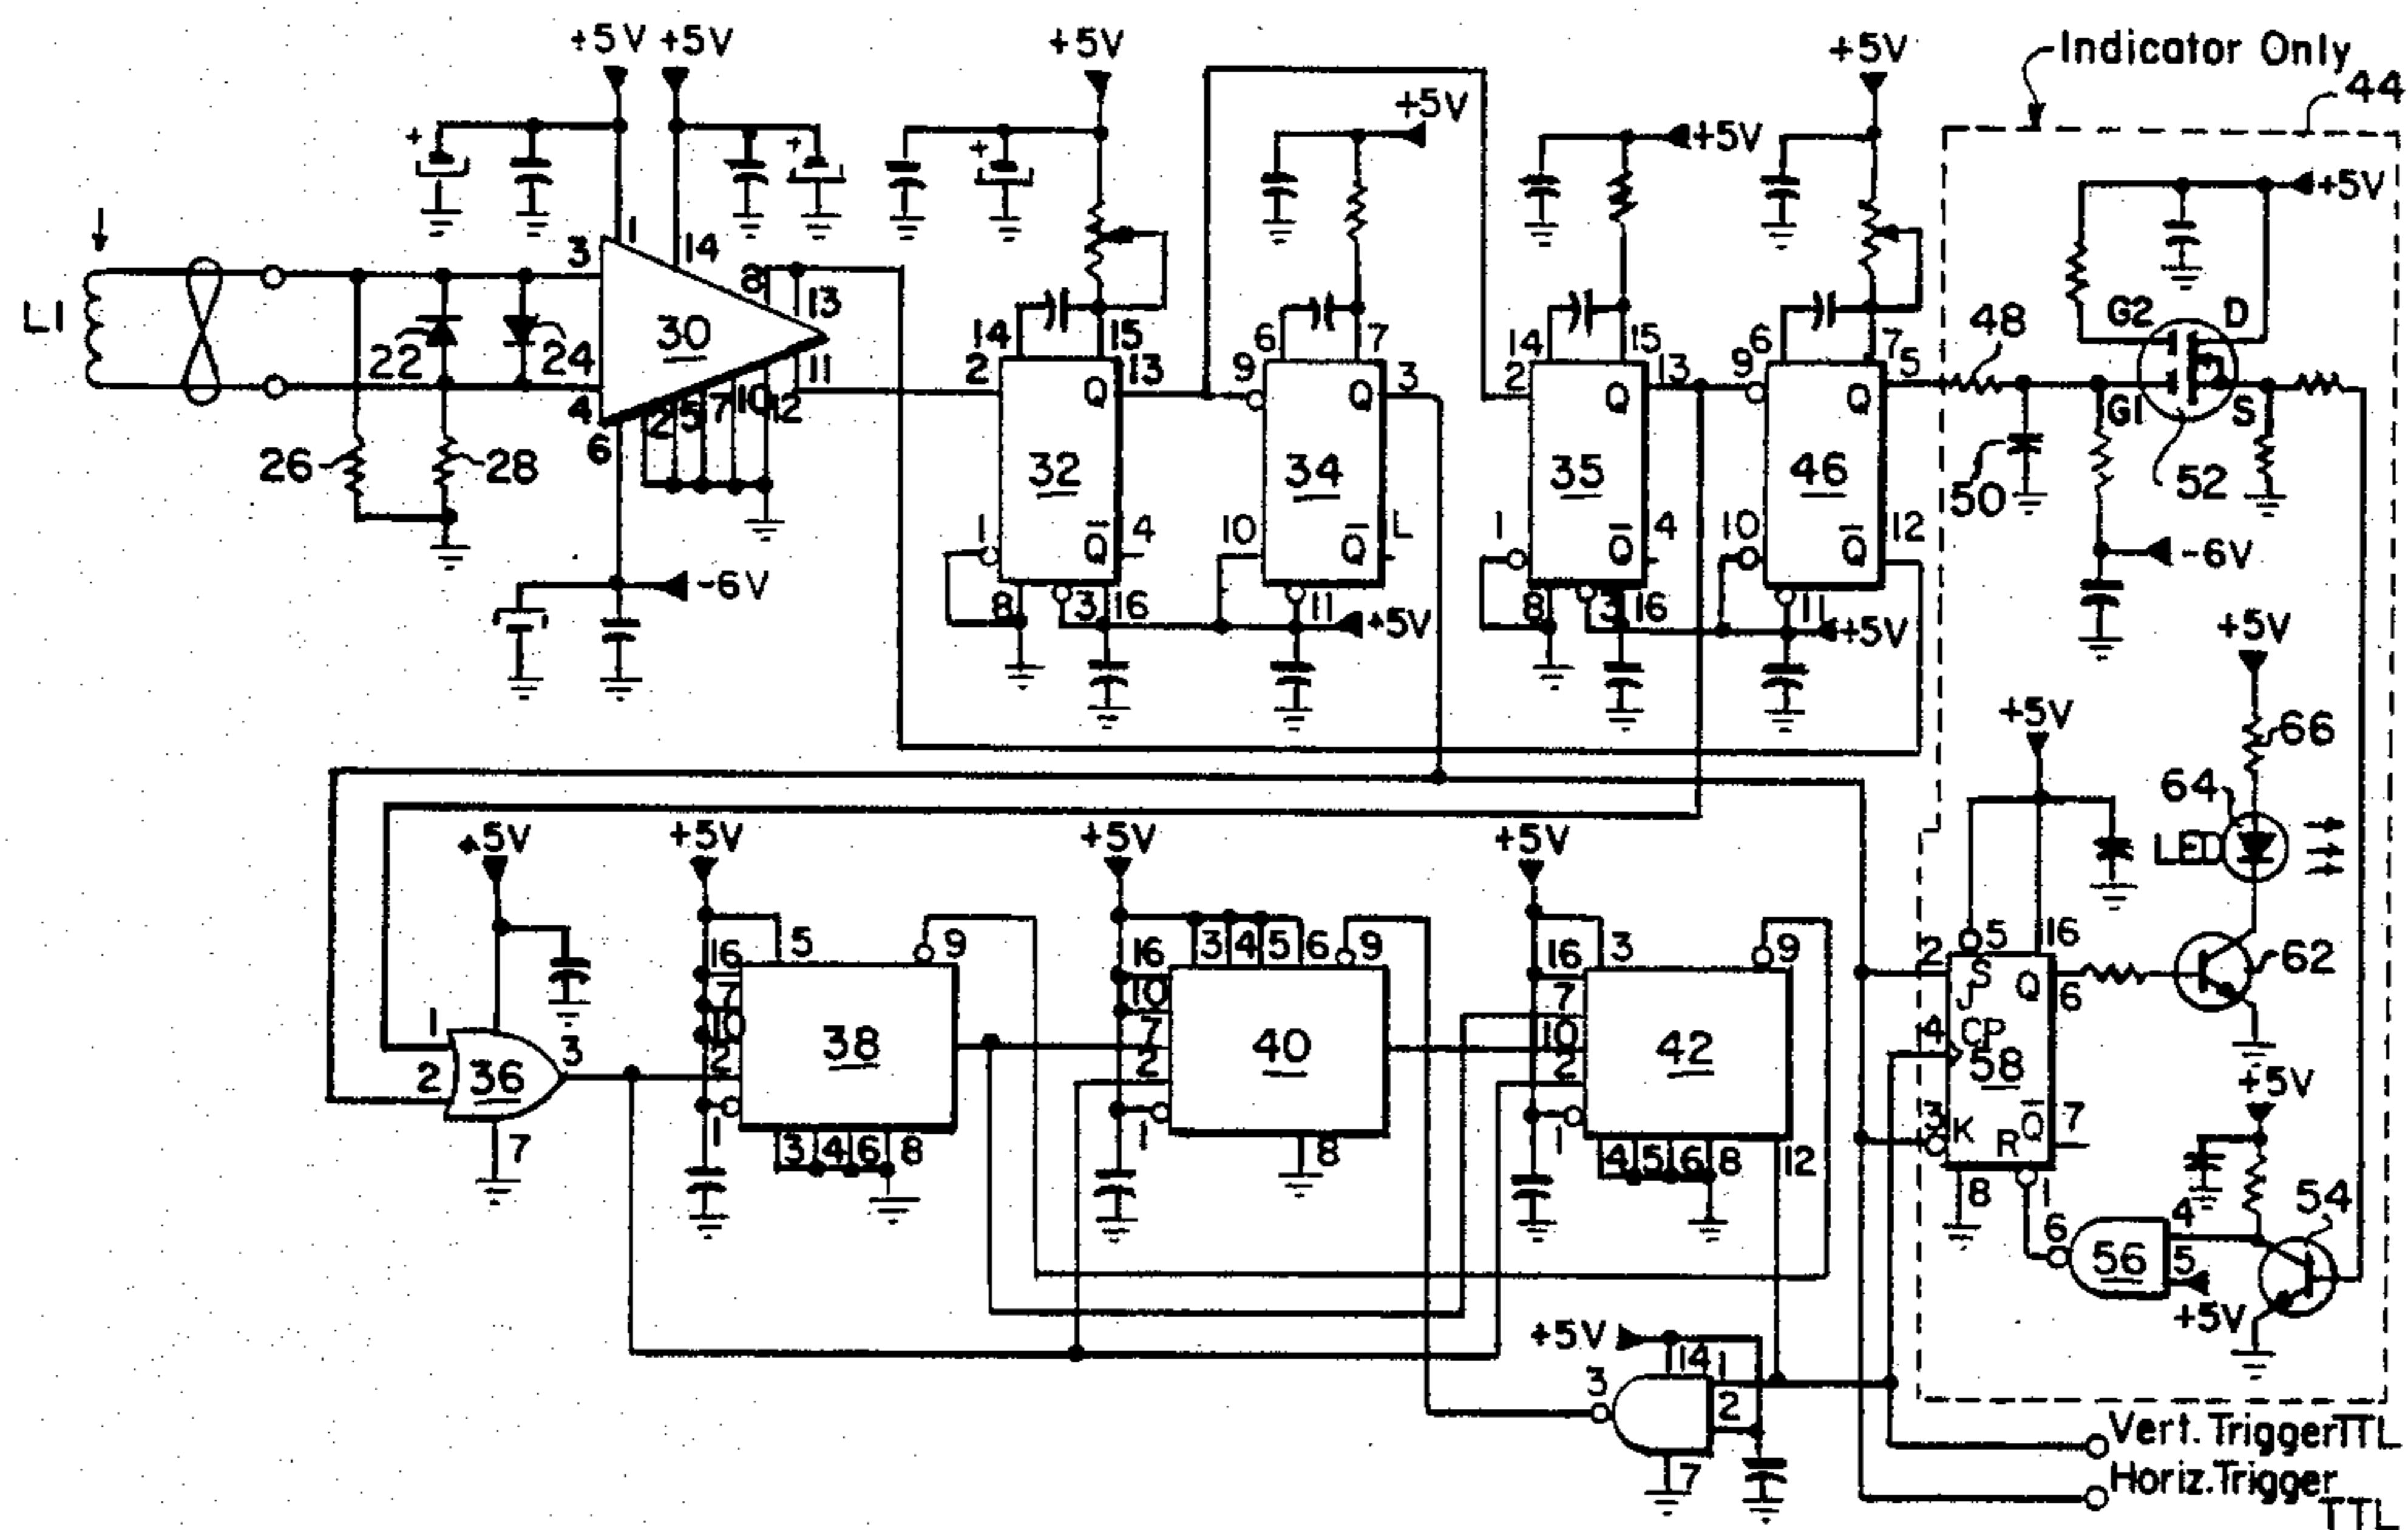 +5V +5V +5V +5V Indicator Only
44
+5V +5V +5V
+ + + +
1 14
3 8 13
L1 22 24 30
4 6 2 5 7 10 12 11
26 28
-6V
14 15 6 7 14 15 6 7
2 13 9 3 2 13 9 5
Q Q Q Q
32 34 35 46
1 Q̄ 4 10 Q̄ L 1 Q̄ 4 10 Q̄ 12
8 3 16 11 +5V 8 3 16 11 +5V
48 G2 D
G1 S
50 52
-6V
+5V
66
+5V
64
LED
62
+5V +5V +5V +5V
16 5 9 16 3 4 5 6 9 16 3 9
7 10 7
10 7 10
2 2 2
1 1 1
38 40 42
3 4 6 8 8 4 5 6 8 12
1 3
2 36
7
2 5 16
S
J Q 6
4 CP
58
3 K R Q̄ 7
8 1
+5V
54
6 56 4
5
+5V
+5V
14 1
3 2
7
Vert. Trigger TTL
Horiz. Trigger
TTL